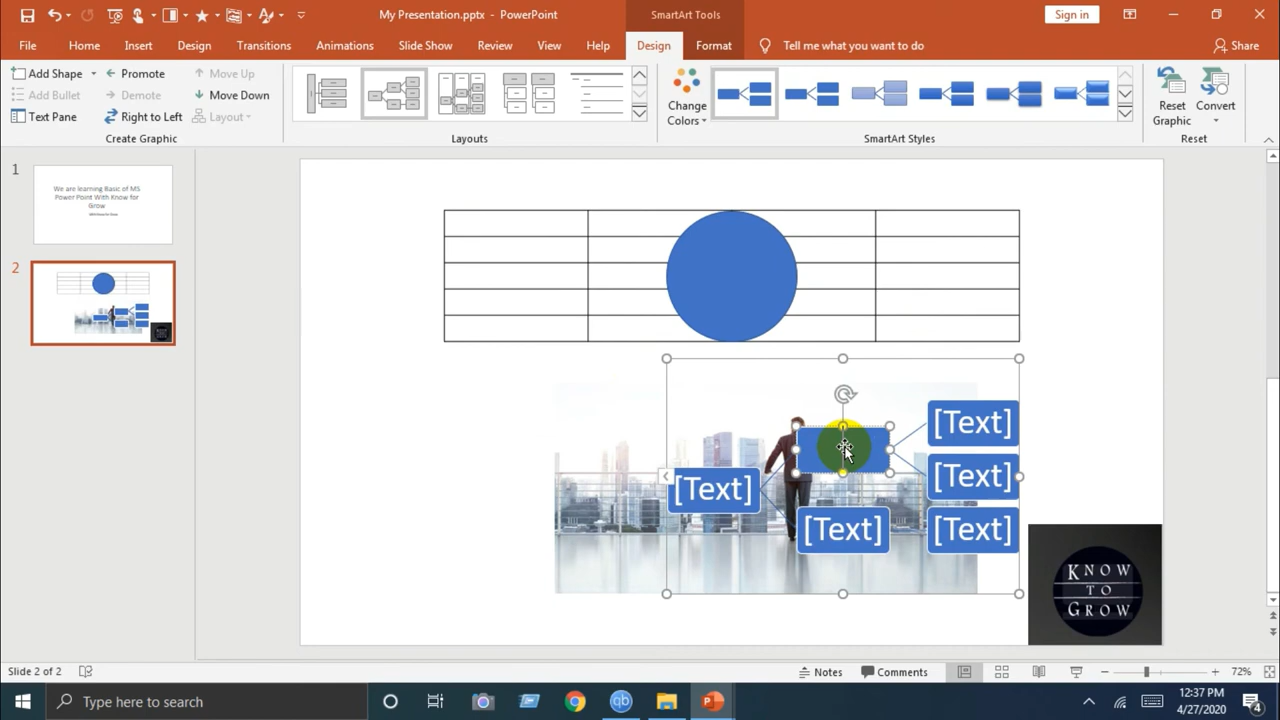 My Presentation.pptx - PowerPoint
SmartArt Tools
Sign in
File
Home
Insert
Design
Transitions
Animations
Slide Show
Review
View
Help
Design
Format
Tell me what you want to do
Share
Add Shape
Promote
Move Up
Add Bullet
Demote
Move Down
Text Pane
Right to Left
Layout
Create Graphic
Layouts
Change
Colors
SmartArt Styles
Reset
Graphic
Convert
Reset
1
We are learning Basic of MS
Power Point With Know for
Grow
2
[Text]
[Text]
[Text]
[Text]
[Text]
KNOW
TO
GROW
Slide 2 of 2
Notes
Comments
72%
Type here to search
12:37 PM
4/27/2020
4